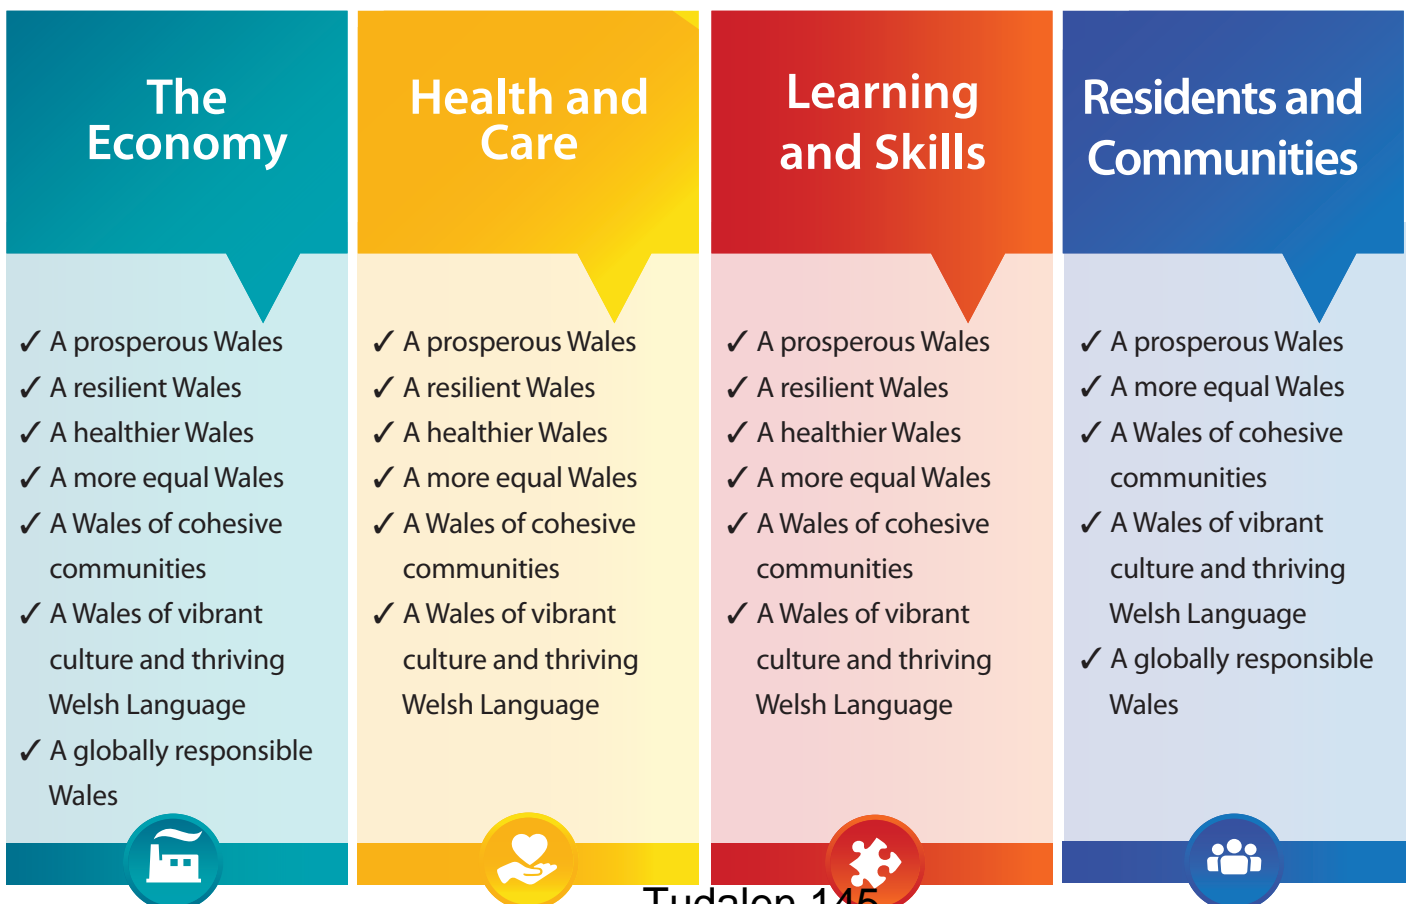 The
Economy
✓ A prosperous Wales
✓ A resilient Wales
✓ A healthier Wales
✓ A more equal Wales
✓ A Wales of cohesive
communities
✓ A Wales of vibrant
culture and thriving
Welsh Language
✓ A globally responsible
Wales
Health and
Care
✓ A prosperous Wales
✓ A resilient Wales
✓ A healthier Wales
✓ A more equal Wales
✓ A Wales of cohesive
communities
✓ A Wales of vibrant
culture and thriving
Welsh Language
Learning
and Skills
✓ A prosperous Wales
✓ A resilient Wales
✓ A healthier Wales
✓ A more equal Wales
✓ A Wales of cohesive
communities
✓ A Wales of vibrant
culture and thriving
Welsh Language
Residents and
Communities
✓ A prosperous Wales
✓ A more equal Wales
✓ A Wales of cohesive
communities
✓ A Wales of vibrant
culture and thriving
Welsh Language
✓ A globally responsible
Wales
Tudalen 145